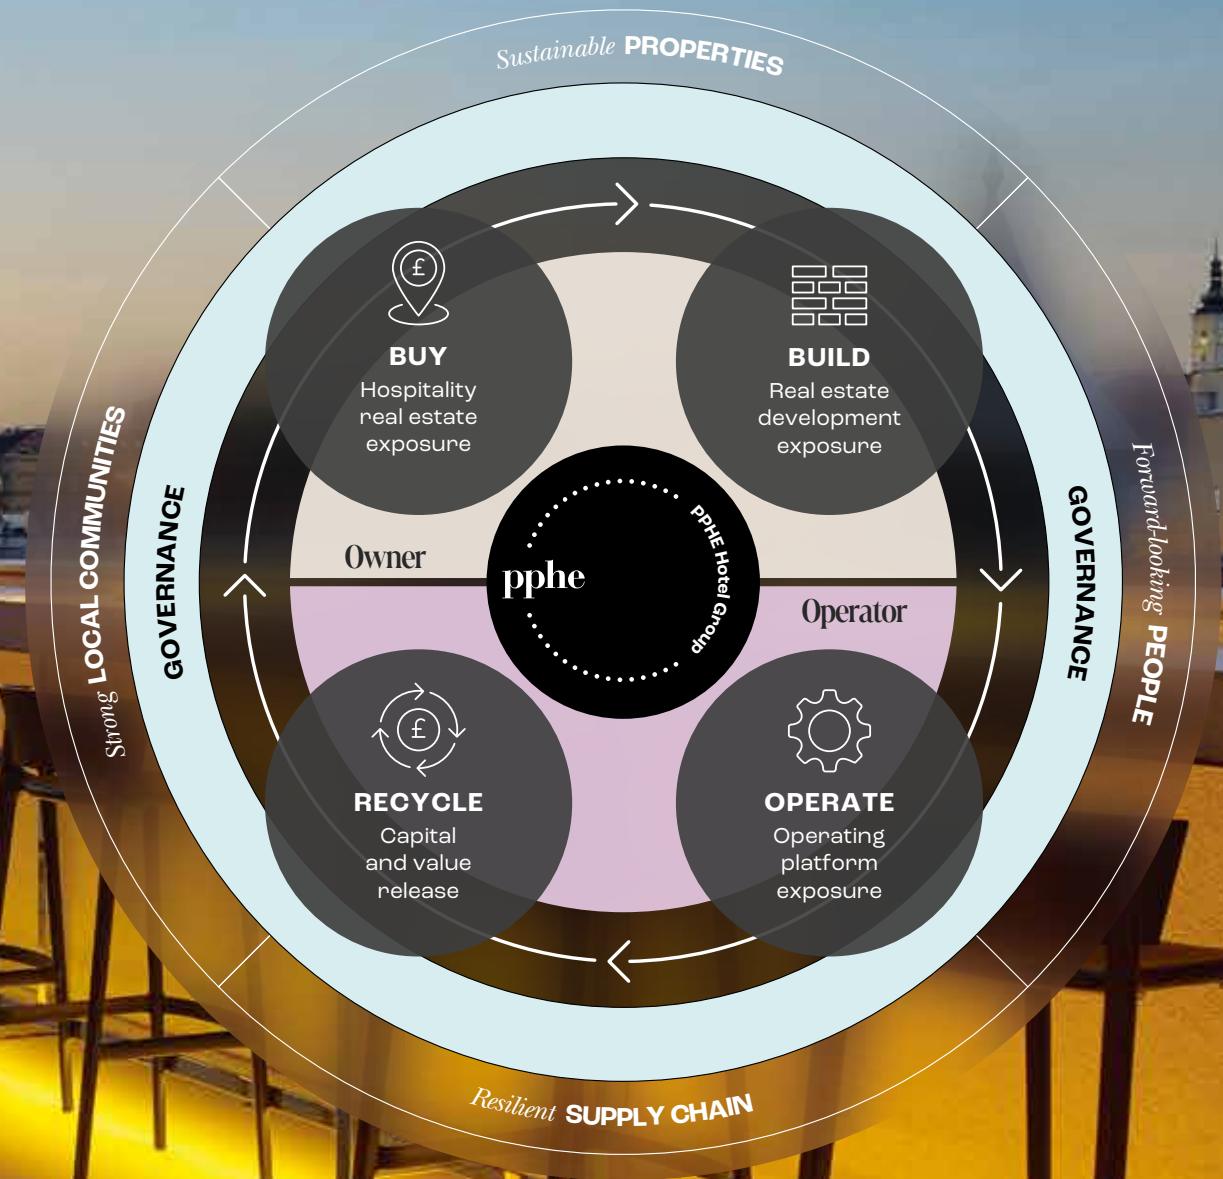 Sustainable PROPERTIES
£
BUY
Hospitality
real estate
exposure
BUILD
Real estate
development
exposure
Strong LOCAL COMMUNITIES
GOVERNANCE
Owner
pphe
PPHE Hotel Group
Operator
GOVERNANCE
Forward-looking PEOPLE
£
RECYCLE
Capital
and value
release
OPERATE
Operating
platform
exposure
Resilient SUPPLY CHAIN